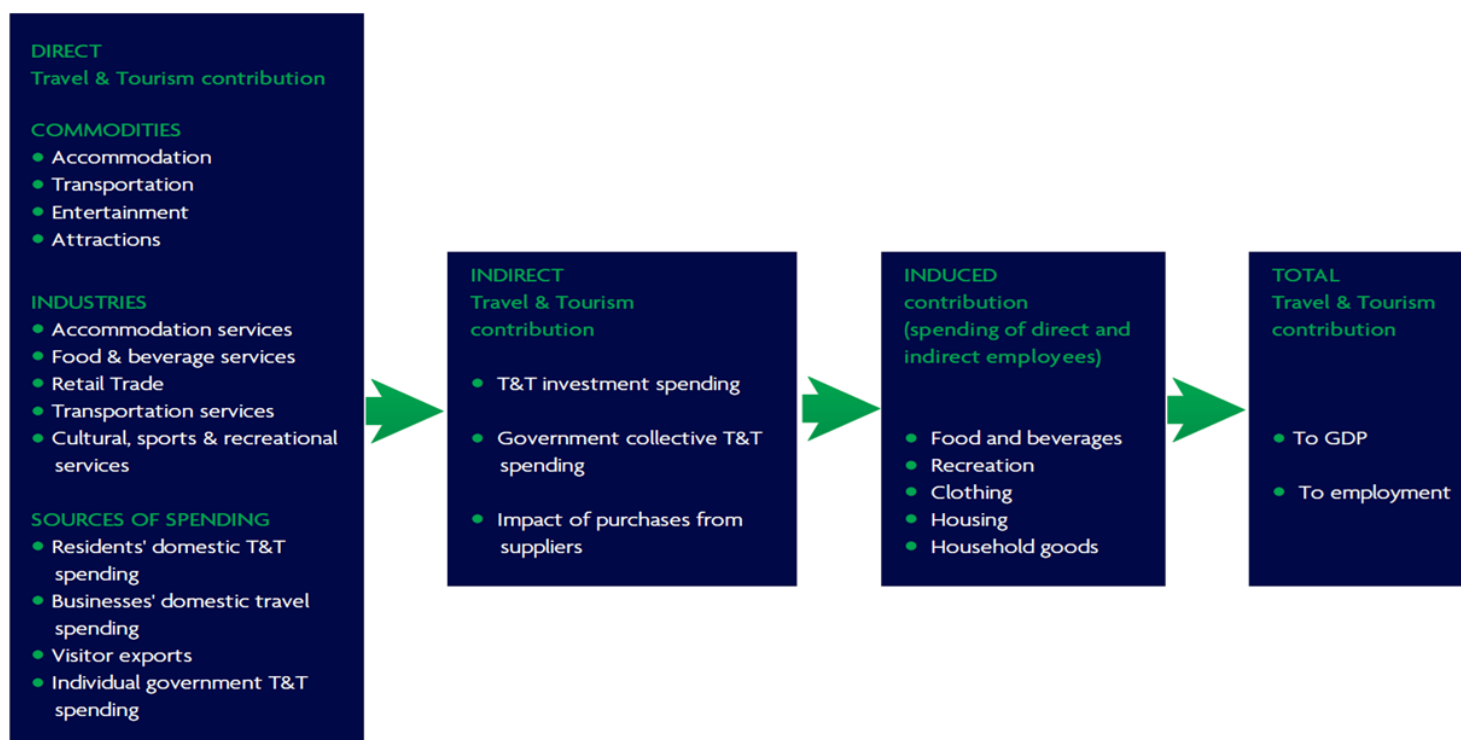 DIRECT
Travel & Tourism contribution
COMMODITIES
• Accommodation
• Transportation
• Entertainment
• Attractions
INDUSTRIES
• Accommodation services
• Food & beverage services
• Retail Trade
• Transportation services
• Cultural, sports & recreational
services
SOURCES OF SPENDING
• Residents' domestic T&T
spending
• Businesses' domestic travel
spending
• Visitor exports
• Individual government T&T
spending
INDIRECT
Travel & Tourism
contribution
• T&T investment spending
• Government collective T&T
spending
• Impact of purchases from
suppliers
INDUCED
contribution
(spending of direct and
indirect employees)
• Food and beverages
• Recreation
• Clothing
• Housing
• Household goods
TOTAL
Travel & Tourism
contribution
• To GDP
• To employment